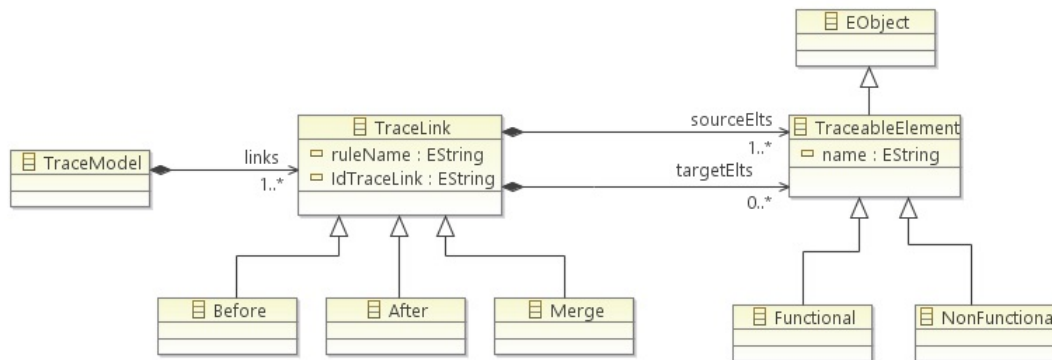 EObject
TraceLink
ruleName : EString
IdTraceLink : EString
sourceElts
1..*
TraceableElement
name : EString
TraceModel
links
1..*
targetElts
0..*
Before
After
Merge
Functional
NonFunctiona